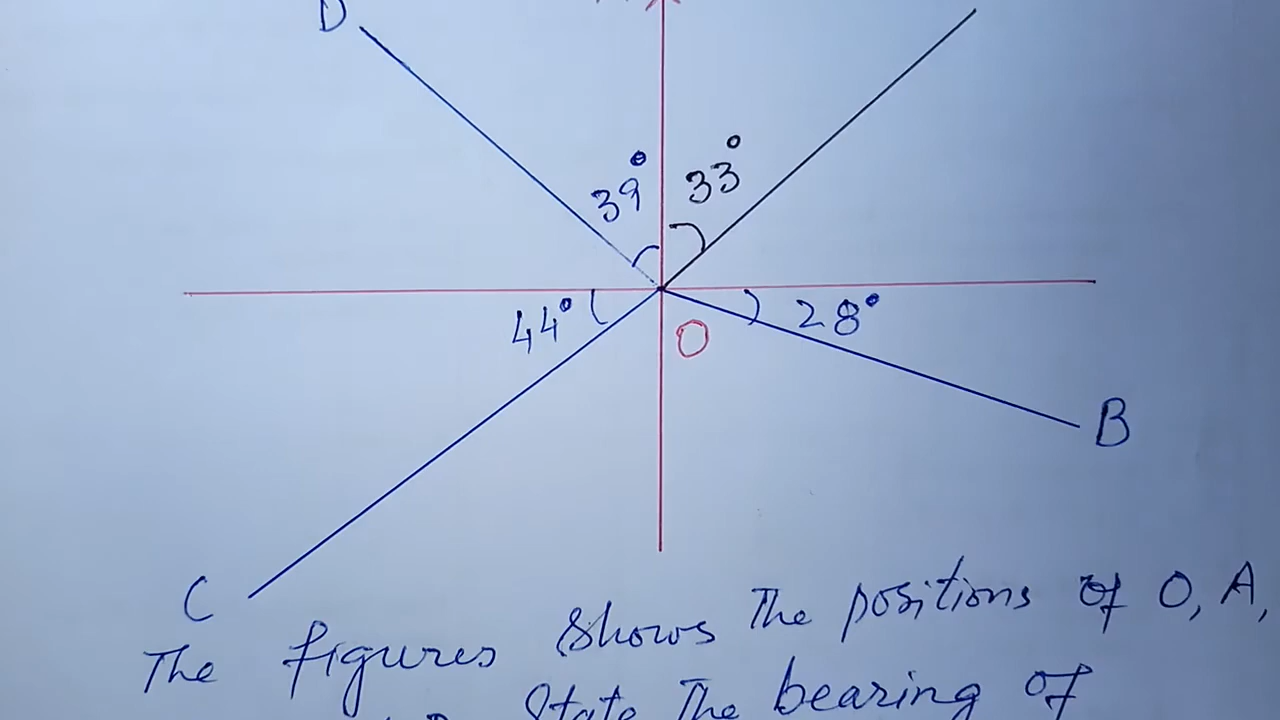 D
39°
33°
44°
28°
O
B
C
The figures shows The positions of O, A,
State The bearing of